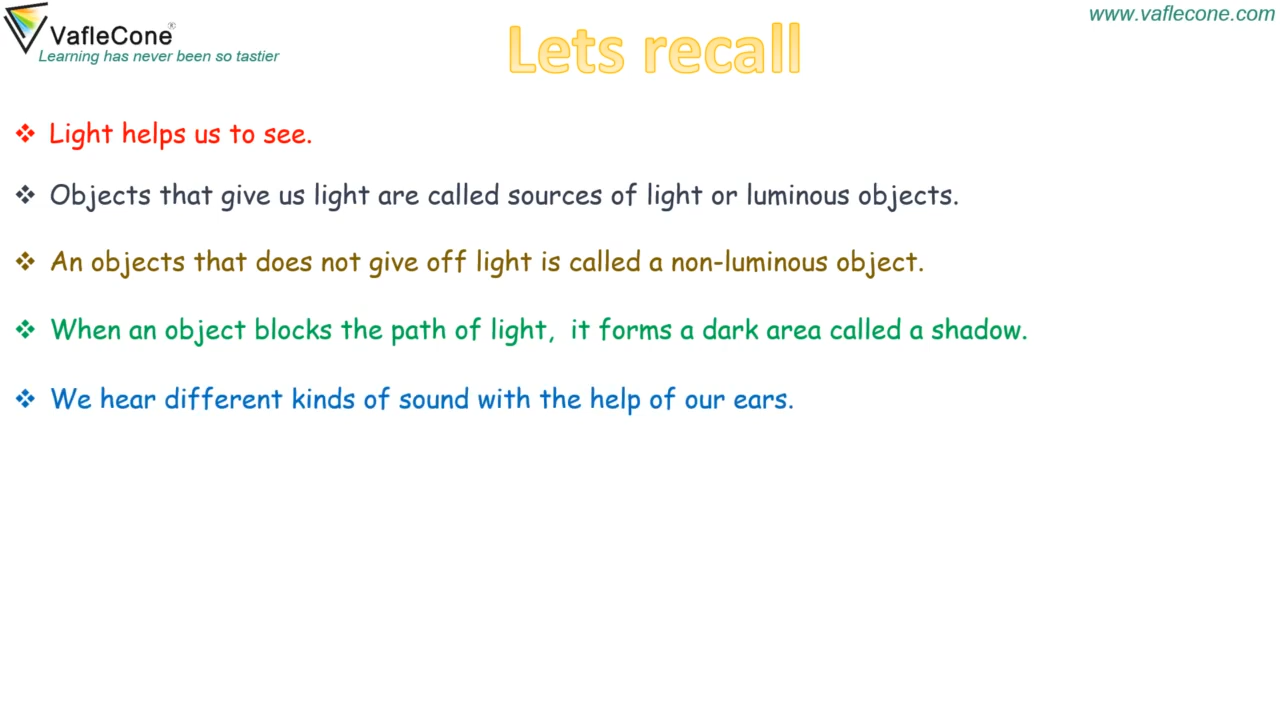 VafleCone®
Learning has never been so tastier
www.vaflecone.com
Lets recall
❖ Light helps us to see.
❖ Objects that give us light are called sources of light or luminous objects.
❖ An objects that does not give off light is called a non-luminous object.
❖ When an object blocks the path of light,  it forms a dark area called a shadow.
❖ We hear different kinds of sound with the help of our ears.